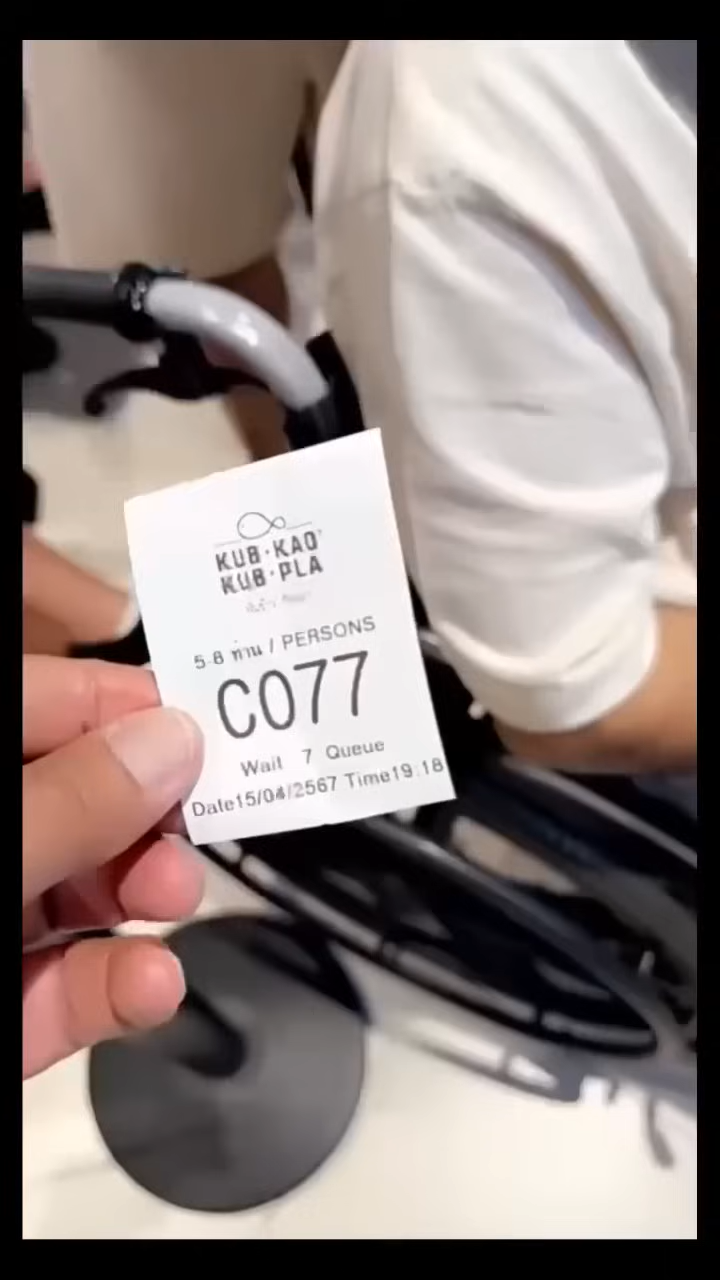 KUB·KAO
KUB·PLA
5-8 ท่าน / PERSONS
C077
Wait 7 Queue
Date15/04/2567 Time19:18